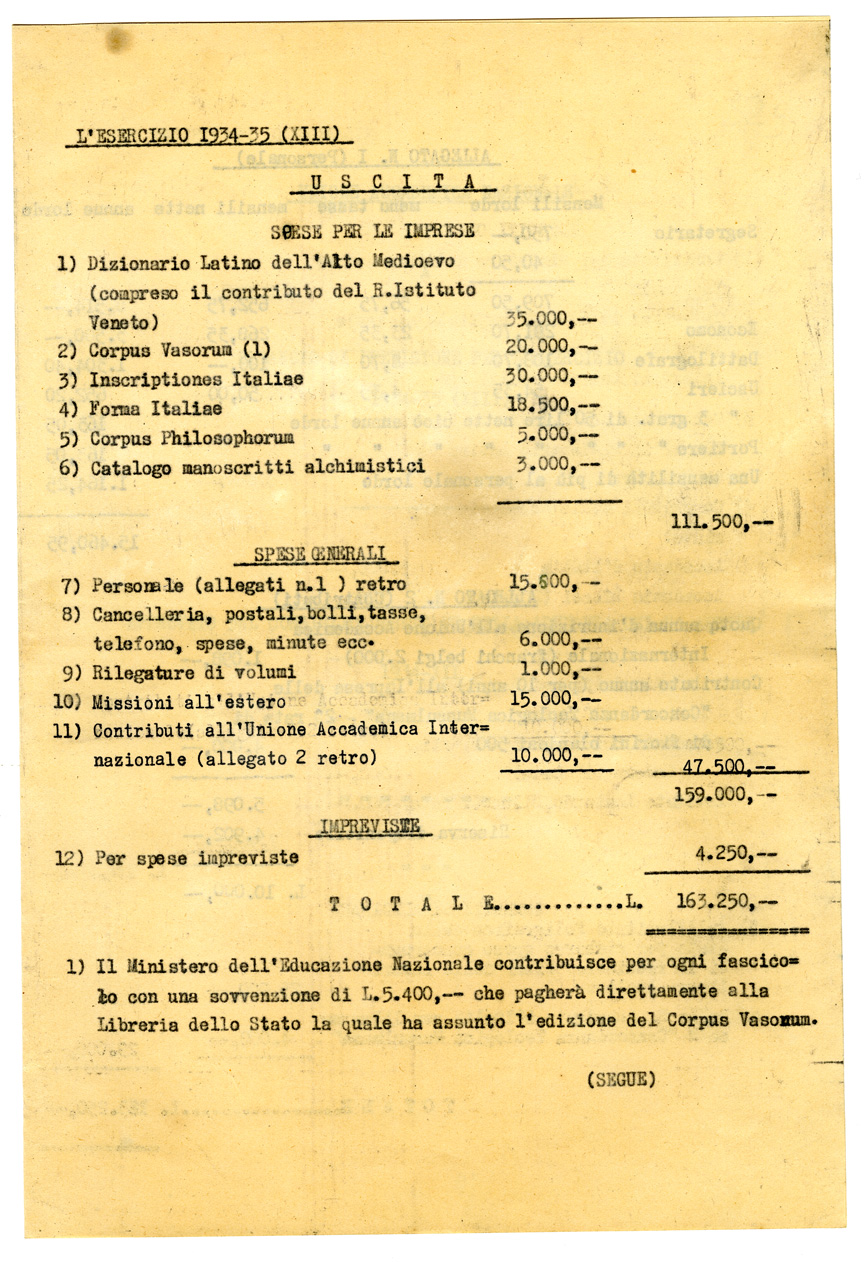 L'ESERCIZIO I934-35 (XIII)
U S C I T A
SPESE PER LE IMPRESE
1) Dizionario Latino dell'Alto Medioevo
(compreso il contributo del R.Istituto
Veneto) 35.000,--
2) Corpus Vasorum (1) 20.000,--
3) Inscriptiones Italiae 30.000,--
4) Forma Italiae 18.500,--
5) Corpus Philosophorum 5.000,--
6) Catalogo manoscritti alchimistici 3.000,--
111.500,--
SPESE GENERALI
7) Personale (allegati n.1 ) retro 15.500,--
8) Cancelleria, postali,bolli,tasse,
telefono, spese, minute ecc. 6.000,--
9) Rilegature di volumi 1.000,--
10) Missioni all'estero 15.000,--
11) Contributi all'Unione Accademica Inter=
nazionale (allegato 2 retro) 10.000,-- 47.500,--
159.000,--
IMPREVISTE
12) Per spese impreviste 4.250,--
T O T A L E.............L. 163.250,--
================
1) Il Ministero dell'Educazione Nazionale contribuisce per ogni fascico=
lo con una sovvenzione di L.5.400,-- che pagherà direttamente alla
Libreria dello Stato la quale ha assunto l'edizione del Corpus Vasorum.
(SEGUE)